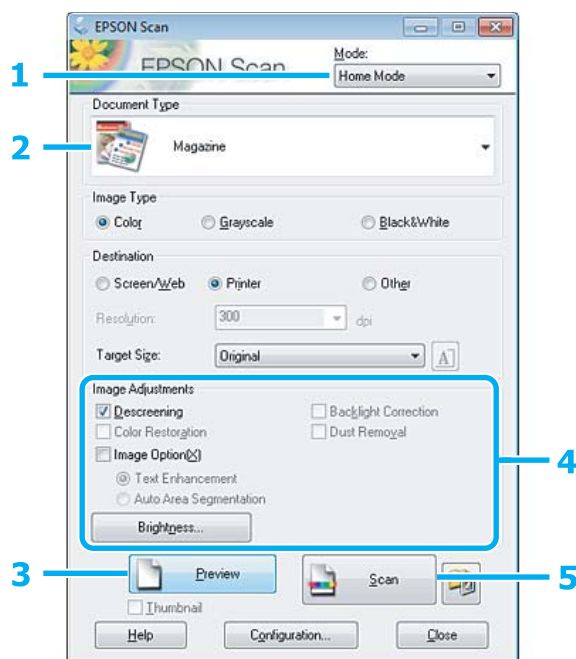 EPSON Scan
EPSON Scan
Mode:
1
Home Mode
Document Type
2
Magazine
Image Type
Color
Grayscale
Black&White
Destination
Screen/Web
Printer
Other
Resolution:
300
dpi
Target Size:
Original
A
Image Adjustments
Descreening
Backlight Correction
Color Restoration
Dust Removal
Image Option(X)
4
Text Enhancement
Auto Area Segmentation
Brightness...
3
Preview
Scan
5
Thumbnail
Help
Configuration...
Close